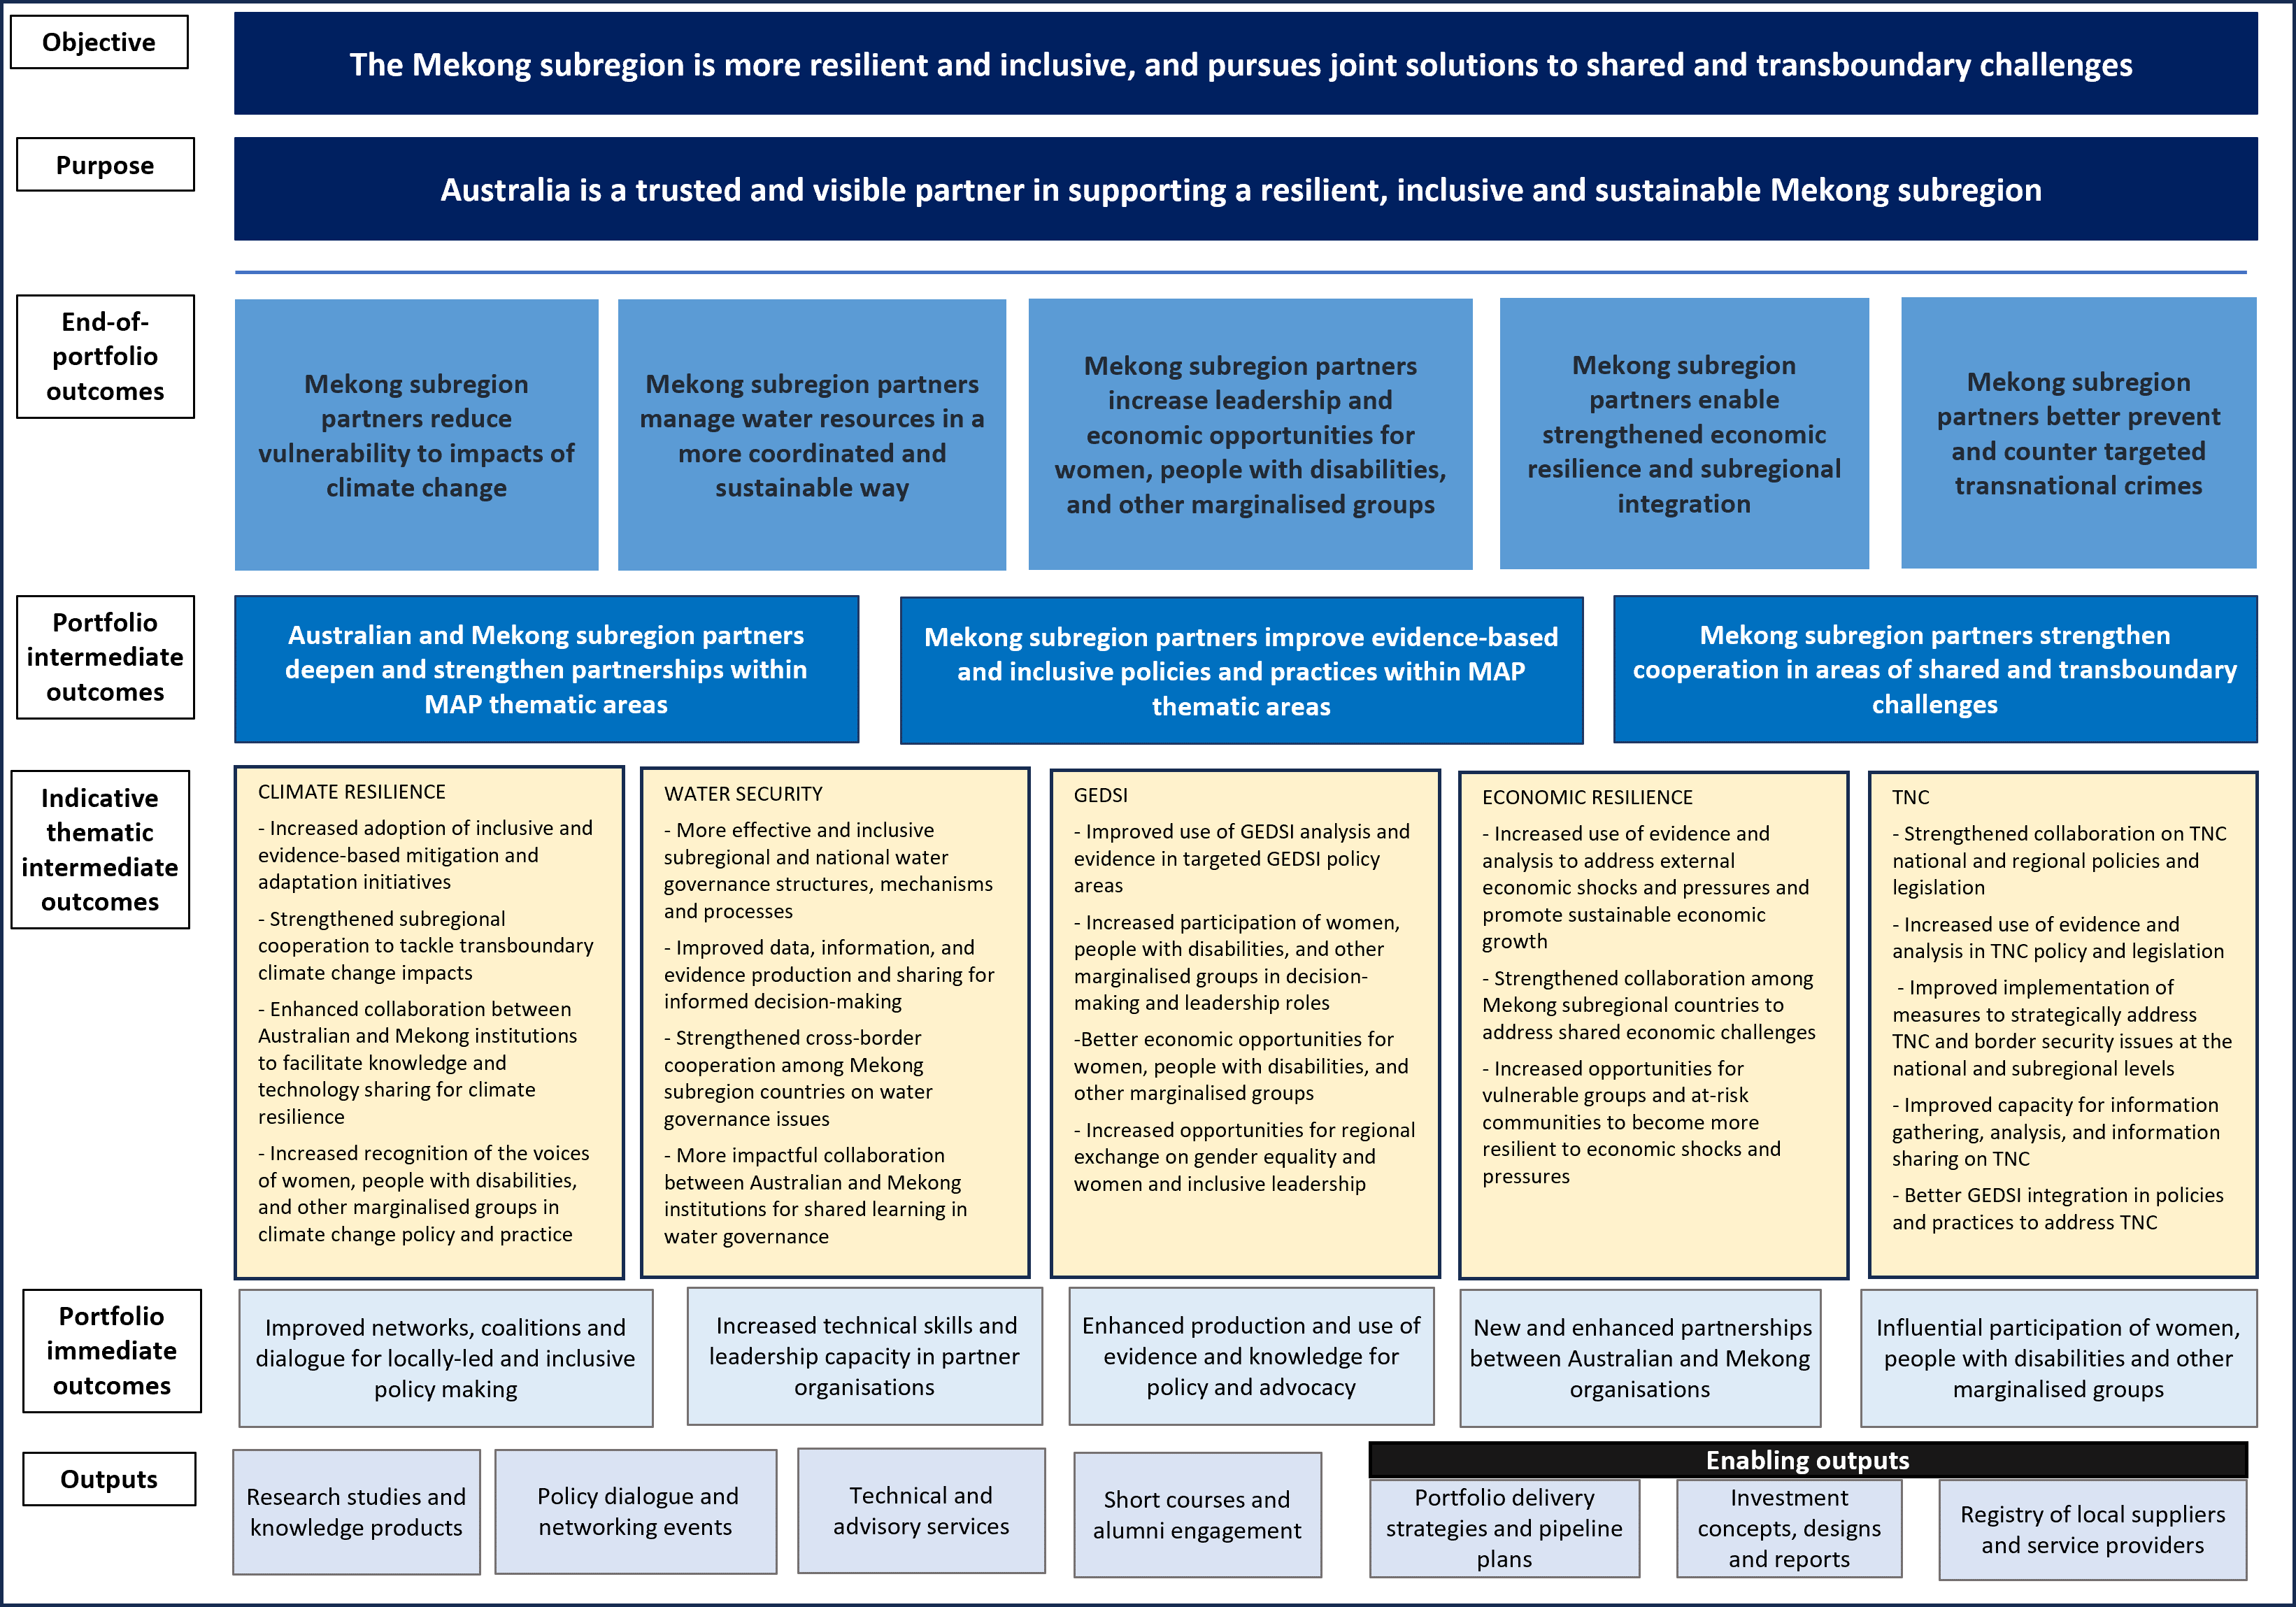 Objective
The Mekong subregion is more resilient and inclusive, and pursues joint solutions to shared and transboundary challenges
Purpose
Australia is a trusted and visible partner in supporting a resilient, inclusive and sustainable Mekong subregion
End-of-
portfolio
outcomes
Mekong subregion
partners reduce
vulnerability to impacts of
climate change
Mekong subregion partners
manage water resources in a
more coordinated and
sustainable way
Mekong subregion partners
increase leadership and
economic opportunities for
women, people with disabilities,
and other marginalised groups
Mekong subregion
partners enable
strengthened economic
resilience and subregional
integration
Mekong subregion
partners better prevent
and counter targeted
transnational crimes
Portfolio
intermediate
outcomes
Australian and Mekong subregion partners
deepen and strengthen partnerships within
MAP thematic areas
Mekong subregion partners improve evidence-based
and inclusive policies and practices within MAP
thematic areas
Mekong subregion partners strengthen
cooperation in areas of shared and transboundary
challenges
Indicative
thematic
intermediate
outcomes
CLIMATE RESILIENCE
- Increased adoption of inclusive and
evidence-based mitigation and
adaptation initiatives
- Strengthened subregional
cooperation to tackle transboundary
climate change impacts
- Enhanced collaboration between
Australian and Mekong institutions
to facilitate knowledge and
technology sharing for climate
resilience
- Increased recognition of the voices
of women, people with disabilities,
and other marginalised groups in
climate change policy and practice
WATER SECURITY
- More effective and inclusive
subregional and national water
governance structures, mechanisms
and processes
- Improved data, information, and
evidence production and sharing for
informed decision-making
- Strengthened cross-border
cooperation among Mekong
subregion countries on water
governance issues
- More impactful collaboration
between Australian and Mekong
institutions for shared learning in
water governance
GEDSI
- Improved use of GEDSI analysis and
evidence in targeted GEDSI policy
areas
- Increased participation of women,
people with disabilities, and other
marginalised groups in decision-
making and leadership roles
-Better economic opportunities for
women, people with disabilities, and
other marginalised groups
- Increased opportunities for regional
exchange on gender equality and
women and inclusive leadership
ECONOMIC RESILIENCE
- Increased use of evidence and
analysis to address external
economic shocks and pressures and
promote sustainable economic
growth
- Strengthened collaboration among
Mekong subregional countries to
address shared economic challenges
- Increased opportunities for
vulnerable groups and at-risk
communities to become more
resilient to economic shocks and
pressures
TNC
- Strengthened collaboration on TNC
national and regional policies and
legislation
- Increased use of evidence and
analysis in TNC policy and legislation
- Improved implementation of
measures to strategically address
TNC and border security issues at the
national and subregional levels
- Improved capacity for information
gathering, analysis, and information
sharing on TNC
- Better GEDSI integration in policies
and practices to address TNC
Portfolio
immediate
outcomes
Improved networks, coalitions and
dialogue for locally-led and inclusive
policy making
Increased technical skills and
leadership capacity in partner
organisations
Enhanced production and use of
evidence and knowledge for
policy and advocacy
New and enhanced partnerships
between Australian and Mekong
organisations
Influential participation of women,
people with disabilities and other
marginalised groups
Outputs
Research studies and
knowledge products
Policy dialogue and
networking events
Technical and
advisory services
Short courses and
alumni engagement
Enabling outputs
Portfolio delivery
strategies and pipeline
plans
Investment
concepts, designs
and reports
Registry of local suppliers
and service providers